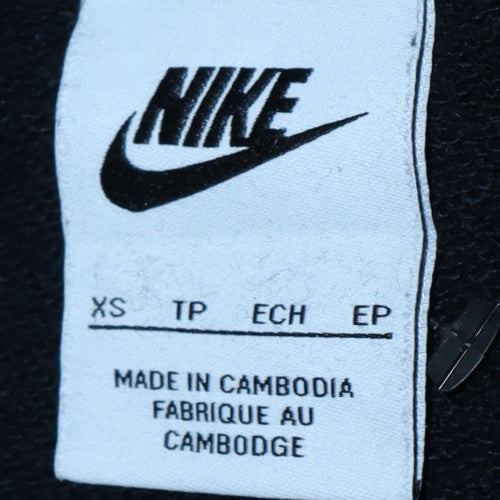 NIKE
XS TP ECH EP
MADE IN CAMBODIA
FABRIQUE AU
CAMBODGE